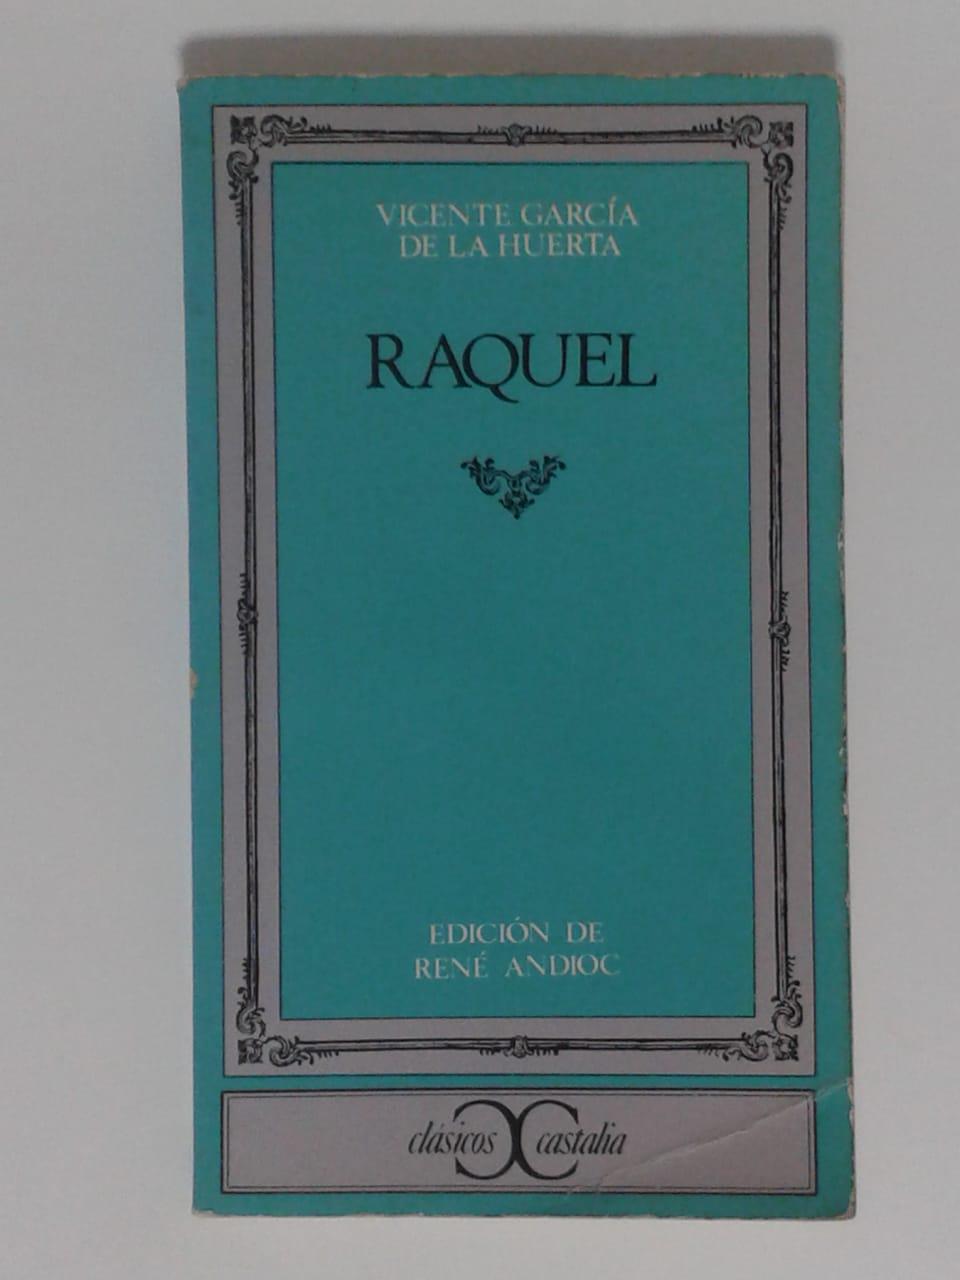 VICENTE GARCÍA
DE LA HUERTA
RAQUEL
EDICIÓN DE
RENÉ ANDIOC
clásicos castalia